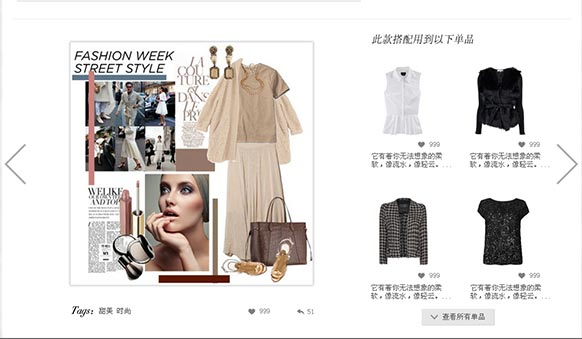 此款搭配用到以下单品
FASHION WEEK
STREET STYLE
LA
COUTURE
&
DANS
999
999
它有着你无法想象的柔
软，像流水，像轻云。...
它有着你无法想象的柔
软，像流水，像轻云。...
WE LIKE
999
999
它有着你无法想象的柔
软，像流水，像轻云。...
它有着你无法想象的柔
软，像流水，像轻云。...
Tags: 甜美 时尚
999
51
查看所有单品